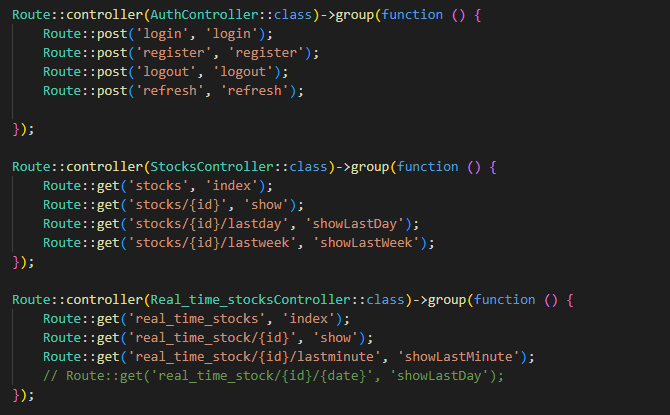 Route::controller(AuthController::class)->group(function () {
    Route::post('login', 'login');
    Route::post('register', 'register');
    Route::post('logout', 'logout');
    Route::post('refresh', 'refresh');
});
Route::controller(StocksController::class)->group(function () {
    Route::get('stocks', 'index');
    Route::get('stocks/{id}', 'show');
    Route::get('stocks/{id}/lastday', 'showLastDay');
    Route::get('stocks/{id}/lastweek', 'showLastWeek');
});
Route::controller(Real_time_stocksController::class)->group(function () {
    Route::get('real_time_stocks', 'index');
    Route::get('real_time_stock/{id}', 'show');
    Route::get('real_time_stock/{id}/lastminute', 'showLastMinute');
    // Route::get('real_time_stock/{id}/{date}', 'showLastDay');
});